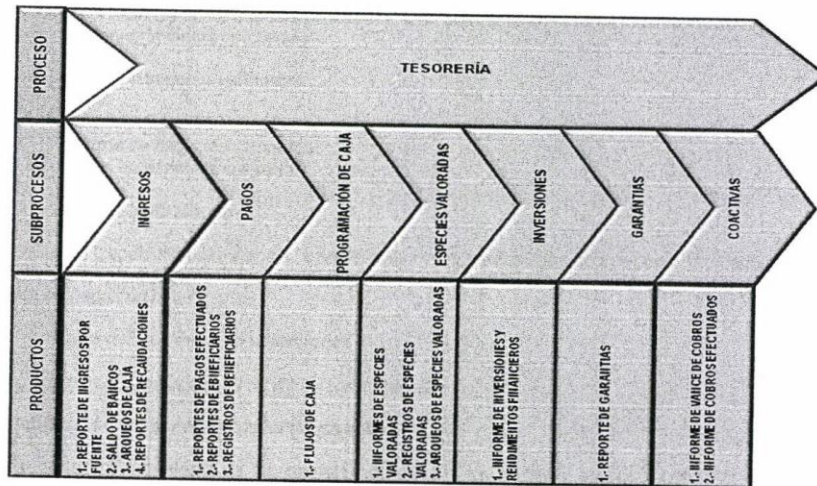 PROCESO
TESORERÍA
SUBPROCESOS
INGRESOS
PAGOS
PROGRAMACIÓN DE CAJA
ESPECIES VALORADAS
INVERSIONES
GARANTIAS
COACTIVAS
PRODUCTOS
1.- REPORTE DE INGRESOS POR
FUENTE
2.- SALDO DE BANCOS
3.- ARQUEOS DE CAJA
4.- REPORTES DE RECAUDACIONES
1.- REPORTES DE PAGOS EFECTUADOS
2.- REPORTES DE EBNEFICIARIOS
3.- REGISTROS DE BENEFICIARIOS
1.- FLUJOS DE CAJA
1.- INFORMES DE ESPECIES
VALORADAS
2.- REGISTROS DE ESPECIES
VALORADAS
3.- ARQUEOS DE ESPECIES VALORADAS
1.- INFORME DE INVERSIONES Y
RENDIMIENTOS FINANCIEROS
1.- REPORTE DE GARANTIAS
1.- INFORME DE VANCE DE COBROS
2.- INFORME DE COBROS EFECTUADOS